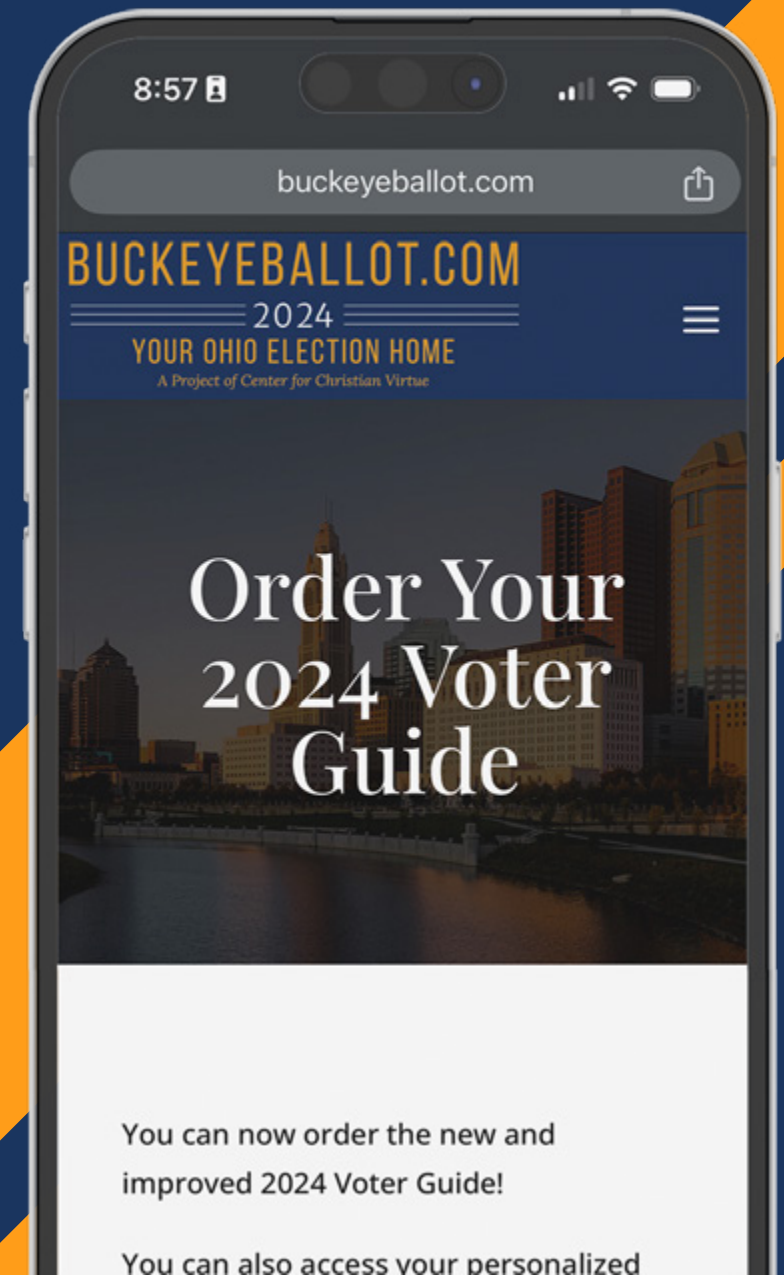 8:57
buckeyeballot.com
BUCKEYEBALLOT.COM
2024
YOUR OHIO ELECTION HOME
A Project of Center for Christian Virtue
Order Your
2024 Voter
Guide
You can now order the new and
improved 2024 Voter Guide!
You can also access your personalized